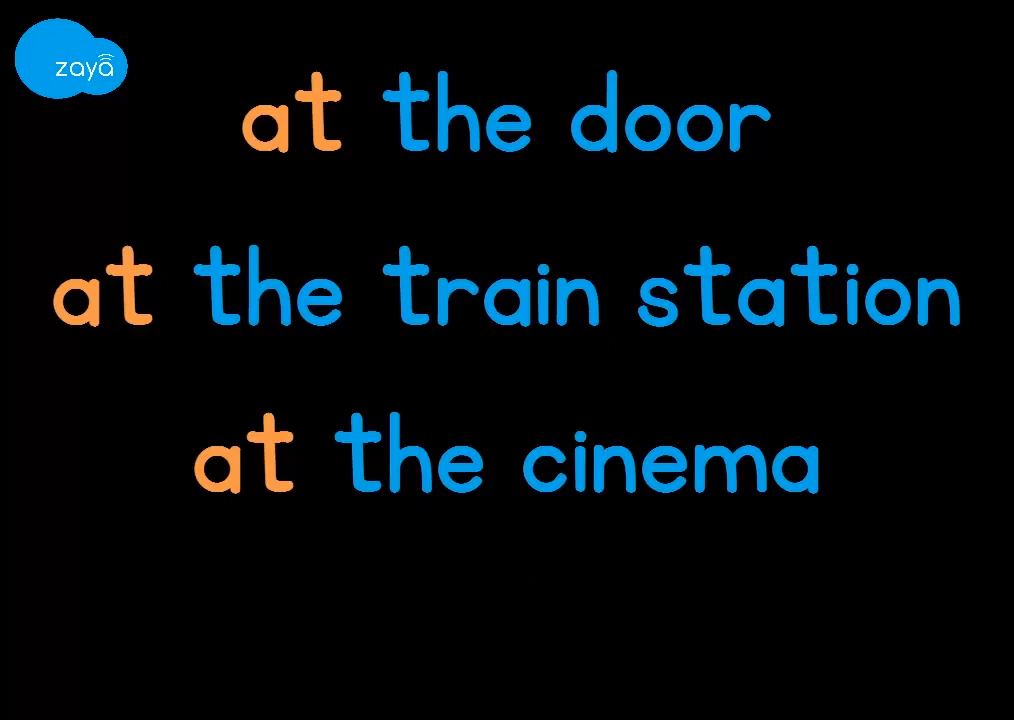 zaya
at the door
at the train station
at the cinema